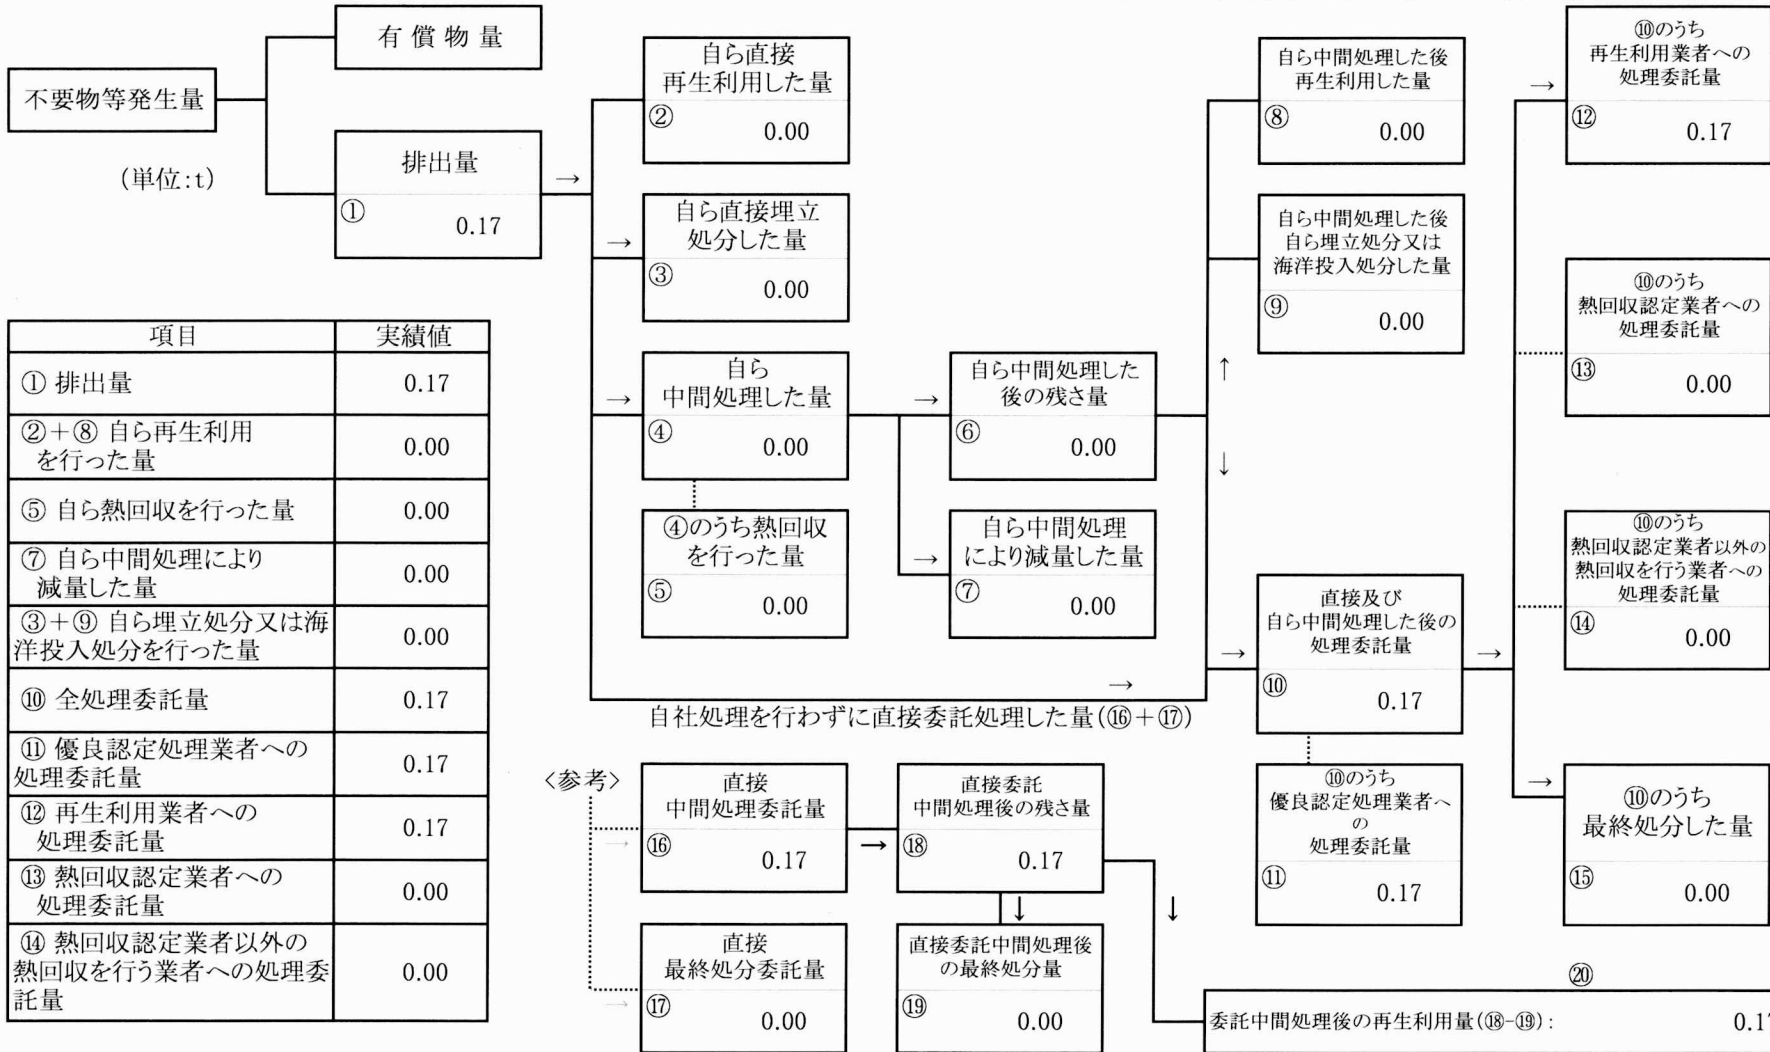 不要物等発生量
有償物量
(単位:t)
排出量
①
0.17
自ら直接
再生利用した量
②
0.00
→
→
自ら直接埋立
処分した量
③
0.00
→
自ら
中間処理した量
④
0.00
④のうち熱回収
を行った量
⑤
0.00
→
自ら中間処理した
後の残さ量
⑥
0.00
→
自ら中間処理
により減量した量
⑦
0.00
自ら中間処理した後
再生利用した量
⑧
0.00
自ら中間処理した後
自ら埋立処分又は
海洋投入処分した量
⑨
0.00
↑
↓
→
→
自社処理を行わずに直接委託処理した量(⑯+⑰)
直接及び
自ら中間処理した後の
処理委託量
⑩
0.17
→
⑩のうち
優良認定処理業者へ
の
処理委託量
⑪
0.17
→
⑩のうち
再生利用業者への
処理委託量
⑫
0.17
⑩のうち
熱回収認定業者への
処理委託量
⑬
0.00
⑩のうち
熱回収認定業者以外の
熱回収を行う業者への
処理委託量
⑭
0.00
→
⑩のうち
最終処分した量
⑮
0.00
項目 実績値
① 排出量 0.17
②+⑧ 自ら再生利用
を行った量 0.00
⑤ 自ら熱回収を行った量 0.00
⑦ 自ら中間処理により
減量した量 0.00
③+⑨ 自ら埋立処分又は海
洋投入処分を行った量 0.00
⑩ 全処理委託量 0.17
⑪ 優良認定処理業者への
処理委託量 0.17
⑫ 再生利用業者への
処理委託量 0.17
⑬ 熱回収認定業者への
処理委託量 0.00
⑭ 熱回収認定業者以外の
熱回収を行う業者への処理委
託量 0.00
<参考>
→
直接
中間処理委託量
⑯
0.17
→
直接委託
中間処理後の残さ量
⑱
0.17
↓
↓
→
直接
最終処分委託量
⑰
0.00
直接委託中間処理後
の最終処分量
⑲
0.00
⑳
委託中間処理後の再生利用量(⑱-⑲): 0.17